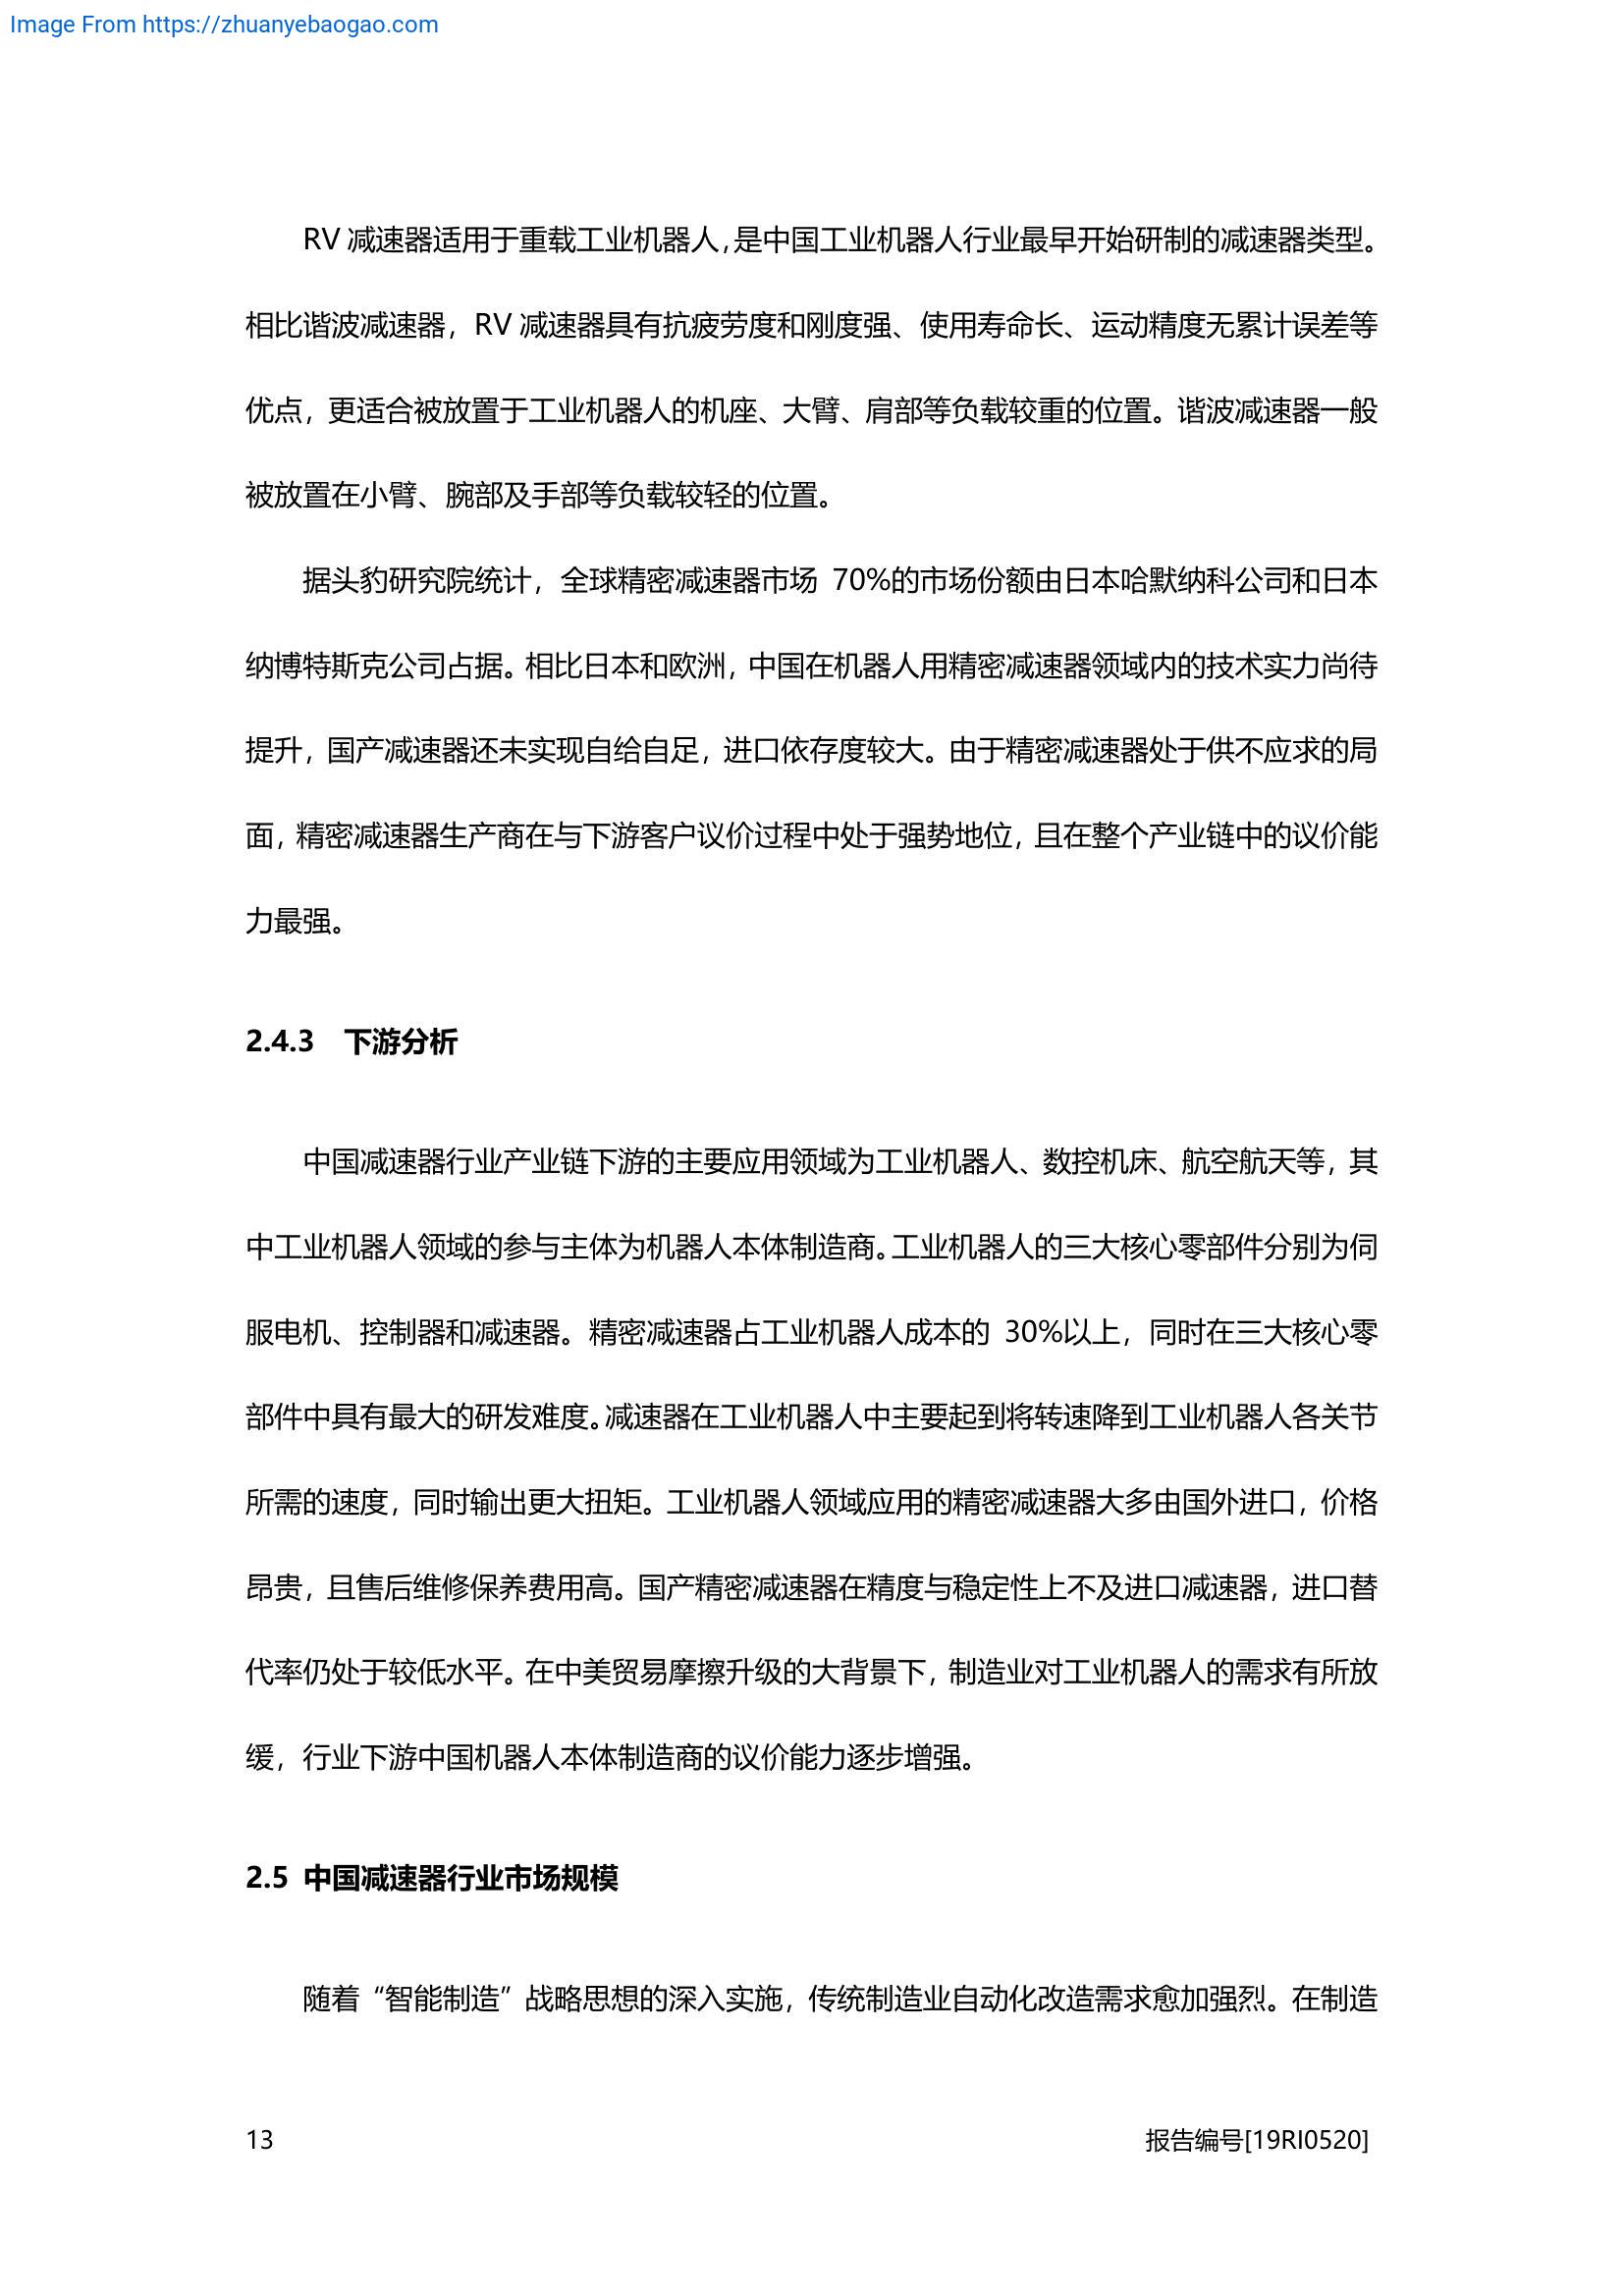 Image From https://zhuanyebaogao.com
RV 减速器适用于重载工业机器人，是中国工业机器人行业最早开始研制的减速器类型。
相比谐波减速器，RV 减速器具有抗疲劳度和刚度强、使用寿命长、运动精度无累计误差等
优点，更适合被放置于工业机器人的机座、大臂、肩部等负载较重的位置。谐波减速器一般
被放置在小臂、腕部及手部等负载较轻的位置。
据头豹研究院统计，全球精密减速器市场 70%的市场份额由日本哈默纳科公司和日本
纳博特斯克公司占据。相比日本和欧洲，中国在机器人用精密减速器领域内的技术实力尚待
提升，国产减速器还未实现自给自足，进口依存度较大。由于精密减速器处于供不应求的局
面，精密减速器生产商在与下游客户议价过程中处于强势地位，且在整个产业链中的议价能
力最强。
2.4.3 下游分析
中国减速器行业产业链下游的主要应用领域为工业机器人、数控机床、航空航天等，其
中工业机器人领域的参与主体为机器人本体制造商。工业机器人的三大核心零部件分别为伺
服电机、控制器和减速器。精密减速器占工业机器人成本的 30%以上，同时在三大核心零
部件中具有最大的研发难度。减速器在工业机器人中主要起到将转速降到工业机器人各关节
所需的速度，同时输出更大扭矩。工业机器人领域应用的精密减速器大多由国外进口，价格
昂贵，且售后维修保养费用高。国产精密减速器在精度与稳定性上不及进口减速器，进口替
代率仍处于较低水平。在中美贸易摩擦升级的大背景下，制造业对工业机器人的需求有所放
缓，行业下游中国机器人本体制造商的议价能力逐步增强。
2.5 中国减速器行业市场规模
随着“智能制造”战略思想的深入实施，传统制造业自动化改造需求愈加强烈。在制造
13 报告编号[19RI0520]